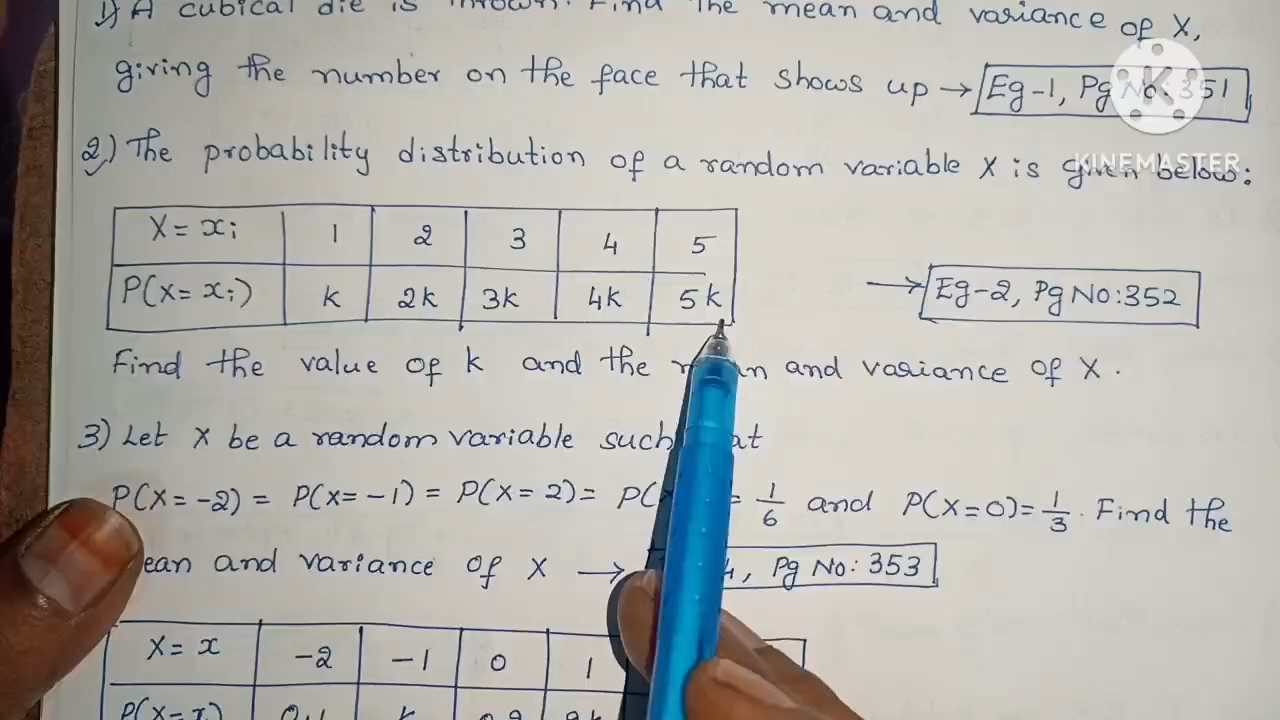 1) A cubical die is thrown. Find the mean and variance of X,
giving the number on the face that shows up → Eg-1, Pg No: 351
KINEMASTER
2) The probability distribution of a random variable X is given below:
X = xi 1 2 3 4 5
P(X = xi) k 2k 3k 4k 5k
→ Eg-2, Pg No: 352
Find the value of k and the and variance of X.
3) Let X be a random variable such
P(X = -2) = P(X = -1) = P(X = 2) = = 1/6 and P(X = 0) = 1/3. Find the
and variance of X → Pg No: 353
X = x -2 -1 0 1
P(X = x) 0.1 k